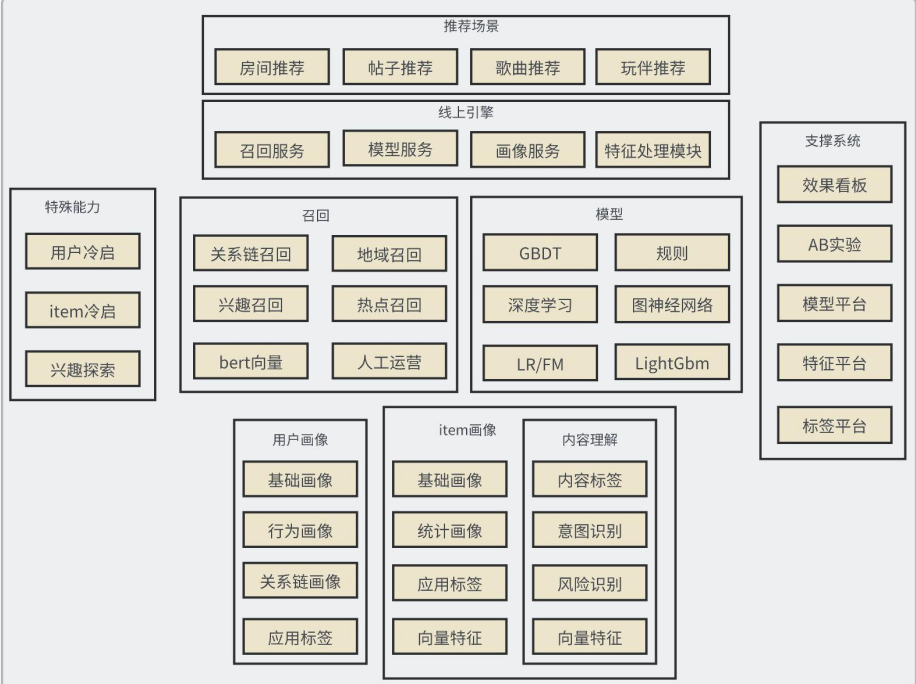 推荐场景
房间推荐 帖子推荐 歌曲推荐 玩伴推荐
线上引擎
召回服务 模型服务 画像服务 特征处理模块
特殊能力
用户冷启
item冷启
兴趣探索
召回
关系链召回 地域召回
兴趣召回 热点召回
bert向量 人工运营
模型
GBDT 规则
深度学习 图神经网络
LR/FM LightGbm
支撑系统
效果看板
AB实验
模型平台
特征平台
标签平台
用户画像
基础画像
行为画像
关系链画像
应用标签
item画像
基础画像
统计画像
应用标签
向量特征
内容理解
内容标签
意图识别
风险识别
向量特征